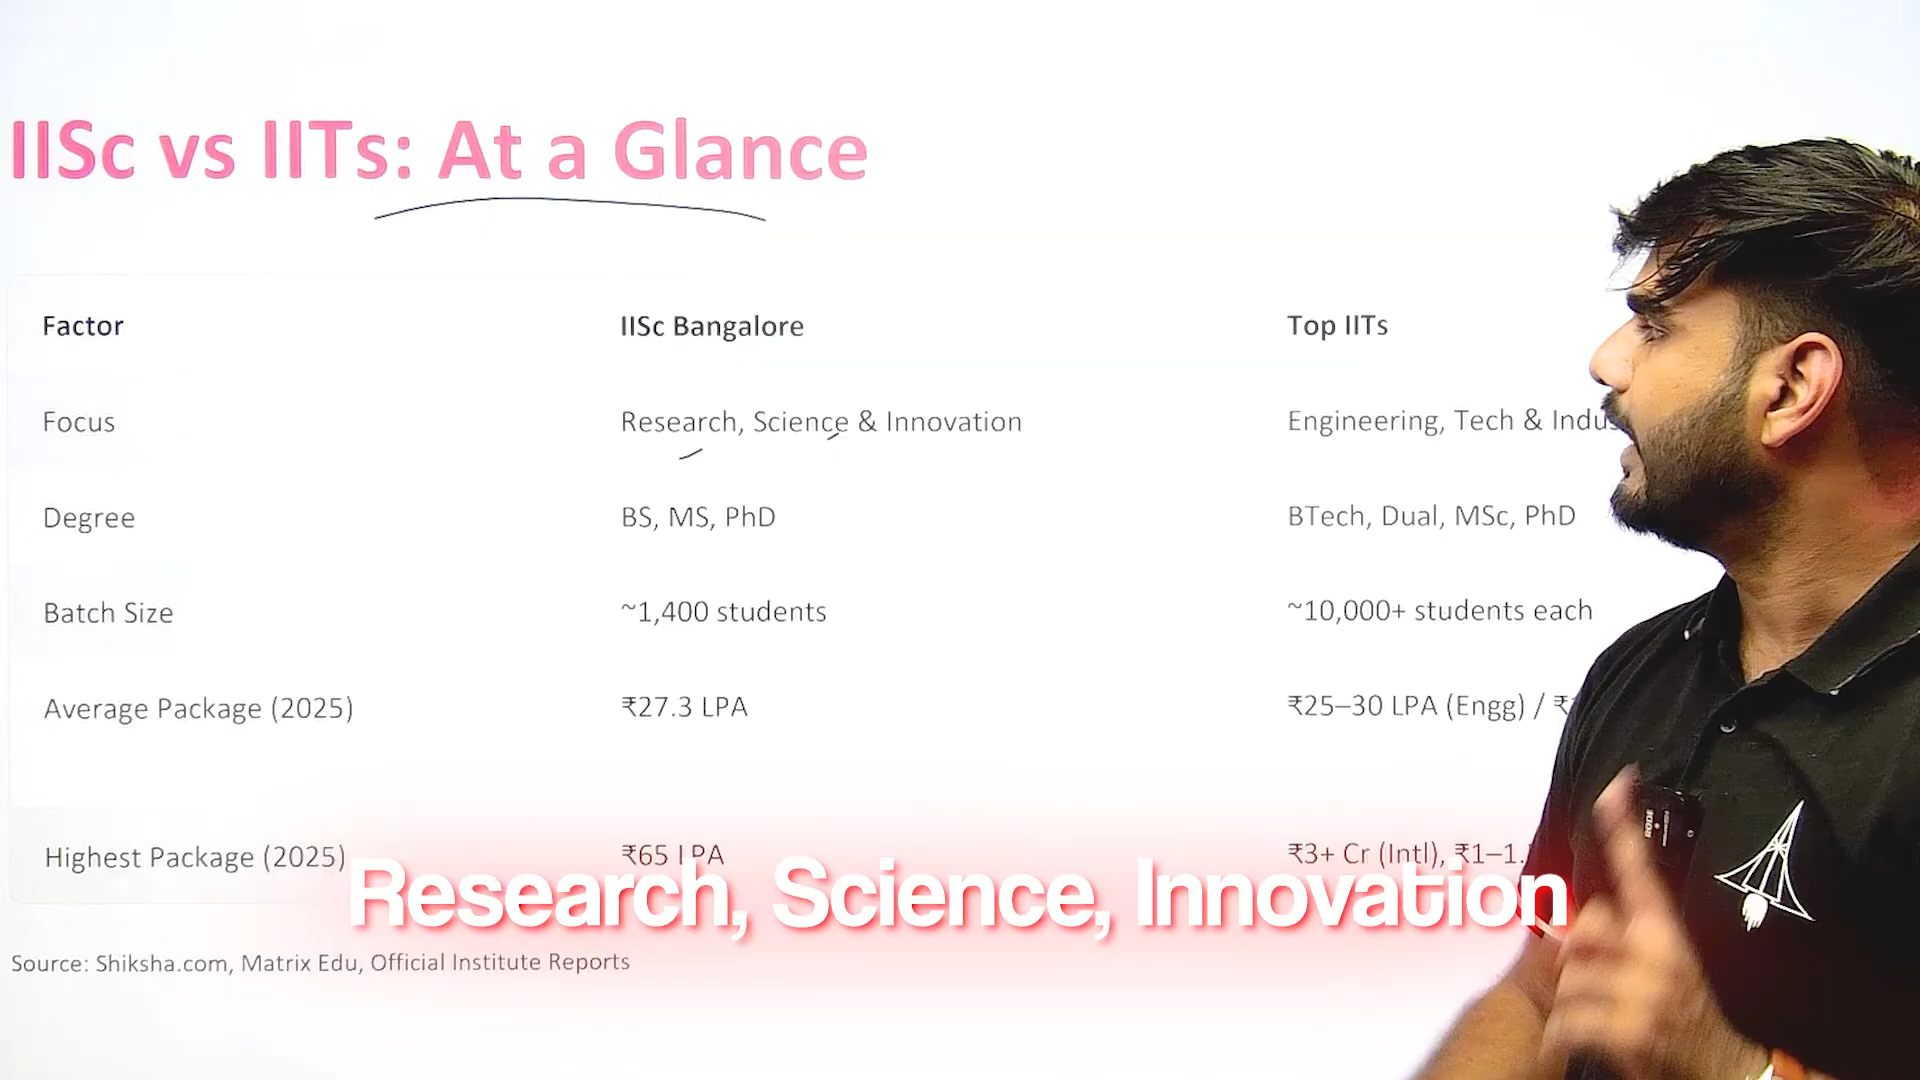 IISc vs IITs: At a Glance
Factor IISc Bangalore Top IITs
Focus Research, Science & Innovation Engineering, Tech &
Degree BS, MS, PhD BTech, Dual, MSc, PhD
Batch Size ~1,400 students ~10,000+ students each
Average Package (2025) ₹27.3 LPA ₹25–30 LPA (Engg) /
Highest Package (2025) ₹65 LPA ₹3+ Cr (Intl),
Research, Science, Innovation
Source: Shiksha.com, Matrix Edu, Official Institute Reports
RODE